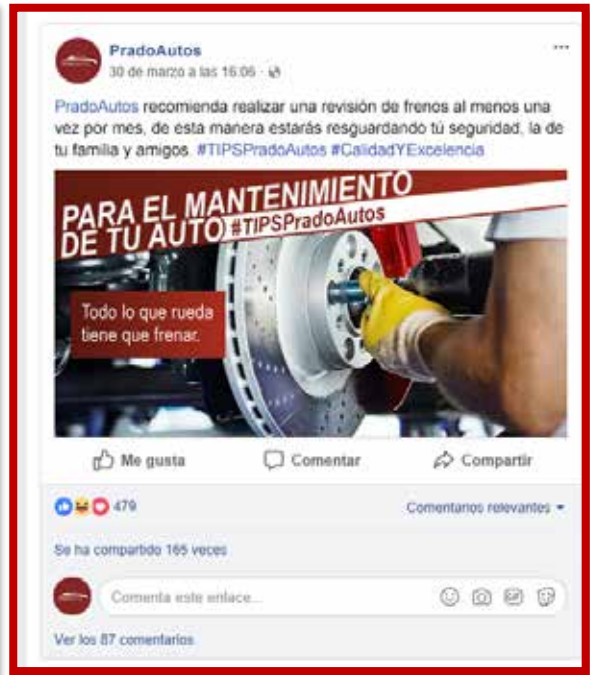 PradoAutos
30 de marzo a las 16:06 ·
PradoAutos recomienda realizar una revisión de frenos al menos una
vez por mes, de esta manera estarás resguardando tú seguridad, la de
tu familia y amigos. #TIPSPradoAutos #CalidadYExcelencia
PARA EL MANTENIMIENTO
DE TU AUTO #TIPSPradoAutos
Todo lo que rueda
tiene que frenar.
Me gusta Comentar Compartir
479 Comentarios relevantes
Se ha compartido 165 veces
Comenta este enlace... GIF
Ver los 87 comentarios